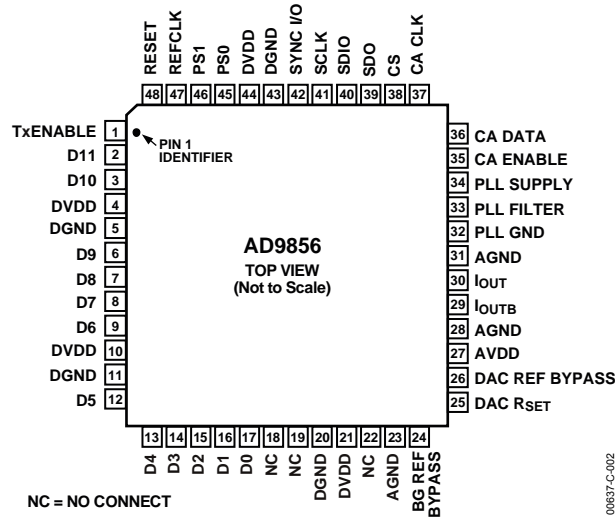 RESET
REFCLK
PS1
PS0
DVDD
DGND
SYNC I/O
SCLK
SDIO
SDO
CS
CA CLK
48 47 46 45 44 43 42 41 40 39 38 37
TxENABLE 1
D11 2
D10 3
DVDD 4
DGND 5
D9 6
D8 7
D7 8
D6 9
DVDD 10
DGND 11
D5 12
PIN 1
IDENTIFIER
AD9856
TOP VIEW
(Not to Scale)
36 CA DATA
35 CA ENABLE
34 PLL SUPPLY
33 PLL FILTER
32 PLL GND
31 AGND
30 IOUT
29 IOUTB
28 AGND
27 AVDD
26 DAC REF BYPASS
25 DAC RSET
13 14 15 16 17 18 19 20 21 22 23 24
D4
D3
D2
D1
D0
NC
NC
DGND
DVDD
NC
AGND
BG REF
BYPASS
NC = NO CONNECT
00637-C-002